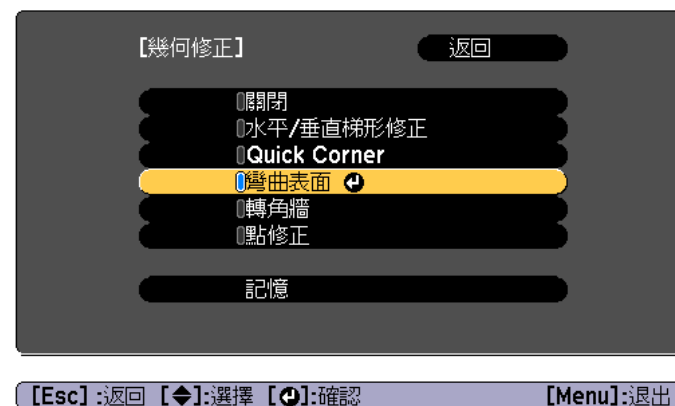 [幾何修正] 返回
關閉
水平/垂直梯形修正
Quick Corner
彎曲表面
轉角牆
點修正
記憶
[Esc] :返回 [◆]:選擇 [⏎]:確認 [Menu]:退出